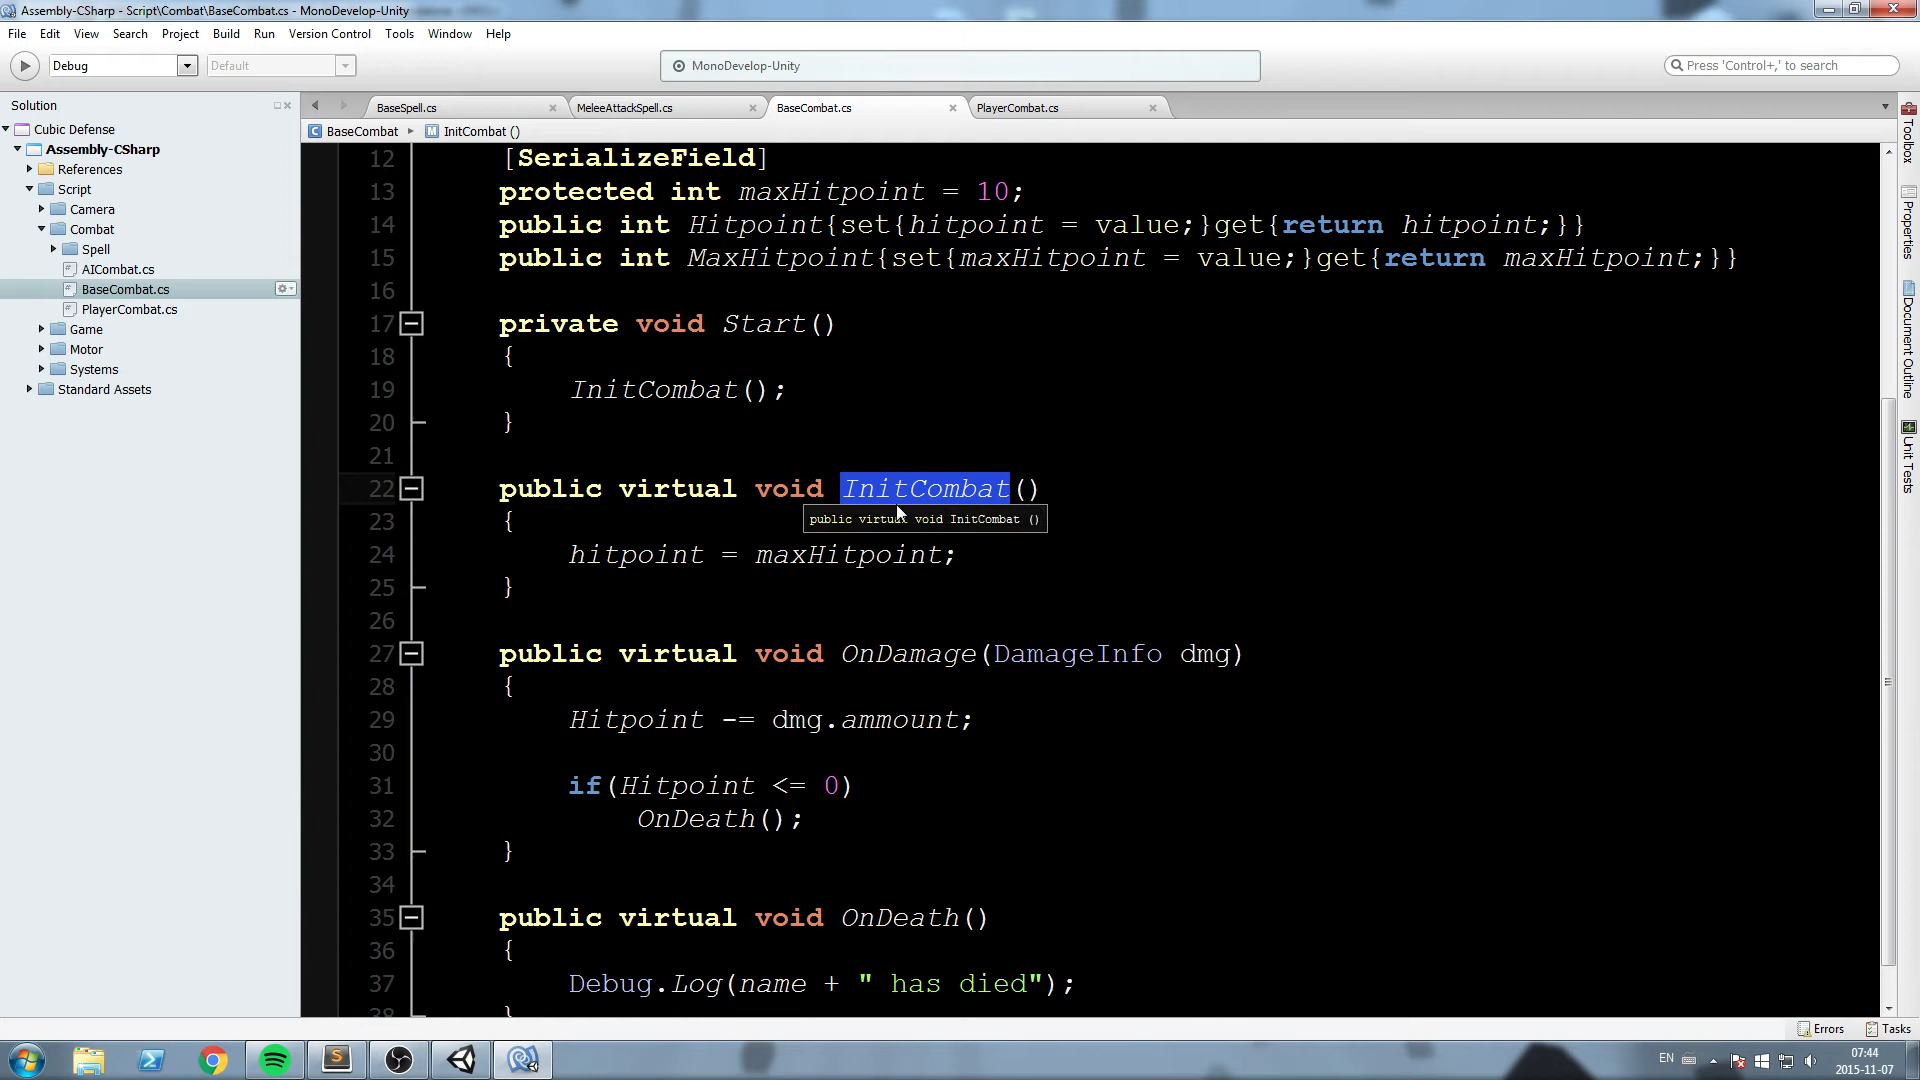 Assembly-CSharp - Script\Combat\BaseCombat.cs - MonoDevelop-Unity
File Edit View Search Project Build Run Version Control Tools Window Help
Debug Default MonoDevelop-Unity Press 'Control+,' to search
Solution
BaseSpell.cs MeleeAttackSpell.cs BaseCombat.cs PlayerCombat.cs
BaseCombat InitCombat ()
Cubic Defense
Assembly-CSharp
References
Script
Camera
Combat
Spell
AICombat.cs
BaseCombat.cs
PlayerCombat.cs
Game
Motor
Systems
Standard Assets
12 [SerializeField]
13 protected int maxHitpoint = 10;
14 public int Hitpoint{set{hitpoint = value;}get{return hitpoint;}}
15 public int MaxHitpoint{set{maxHitpoint = value;}get{return maxHitpoint;}}
16
17 private void Start()
18 {
19 InitCombat();
20 }
21
22 public virtual void InitCombat()
public virtual void InitCombat ()
23 {
24 hitpoint = maxHitpoint;
25 }
26
27 public virtual void OnDamage(DamageInfo dmg)
28 {
29 Hitpoint -= dmg.ammount;
30
31 if(Hitpoint <= 0)
32 OnDeath();
33 }
34
35 public virtual void OnDeath()
36 {
37 Debug.Log(name + " has died");
38 }
Toolbox
Properties
Document Outline
Unit Tests
Errors Tasks
EN
07:44
2015-11-07